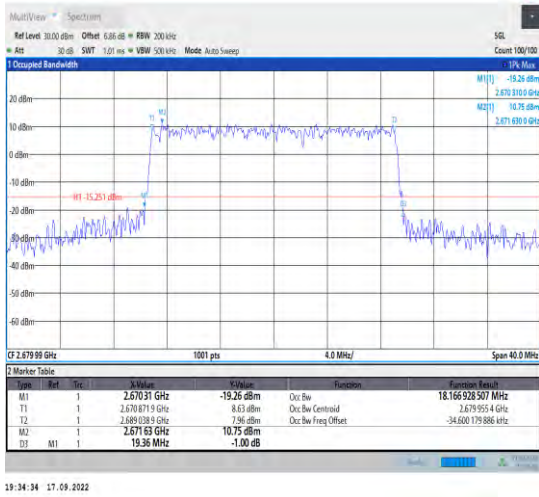 MultiView Spectrum
Ref Level 30.00 dBm Offset 6.86 dB RBW 200 kHz SGL
Att 30 dB SWT 1.01 ms VBW 500 kHz Mode Auto Sweep Count 100/100
1 Occupied Bandwidth 1Pk Max
M1[1] -19.26 dBm
2.670 310 0 GHz
20 dBm M2[1] 10.75 dBm
2.671 630 0 GHz
T1 M2
10 dBm
0 dBm
-10 dBm
H1 -15.251 dBm
-20 dBm
-30 dBm
-40 dBm
-50 dBm
-60 dBm
CF 2.679 99 GHz 1001 pts 4.0 MHz/ Span 40.0 MHz
2 Marker Table
Type Ref Trc X-Value Y-Value Function Function Result
M1 1 2.670 31 GHz -19.26 dBm Occ Bw 18.166 928 507 MHz
T1 1 2.670 871 9 GHz 8.63 dBm Occ Bw Centroid 2.679 955 4 GHz
T2 1 2.689 038 9 GHz 7.96 dBm Occ Bw Freq Offset -34.600 179 886 kHz
M2 1 2.671 63 GHz 10.75 dBm
D3 M1 1 19.36 MHz -1.00 dB
19:34:34 17.09.2022